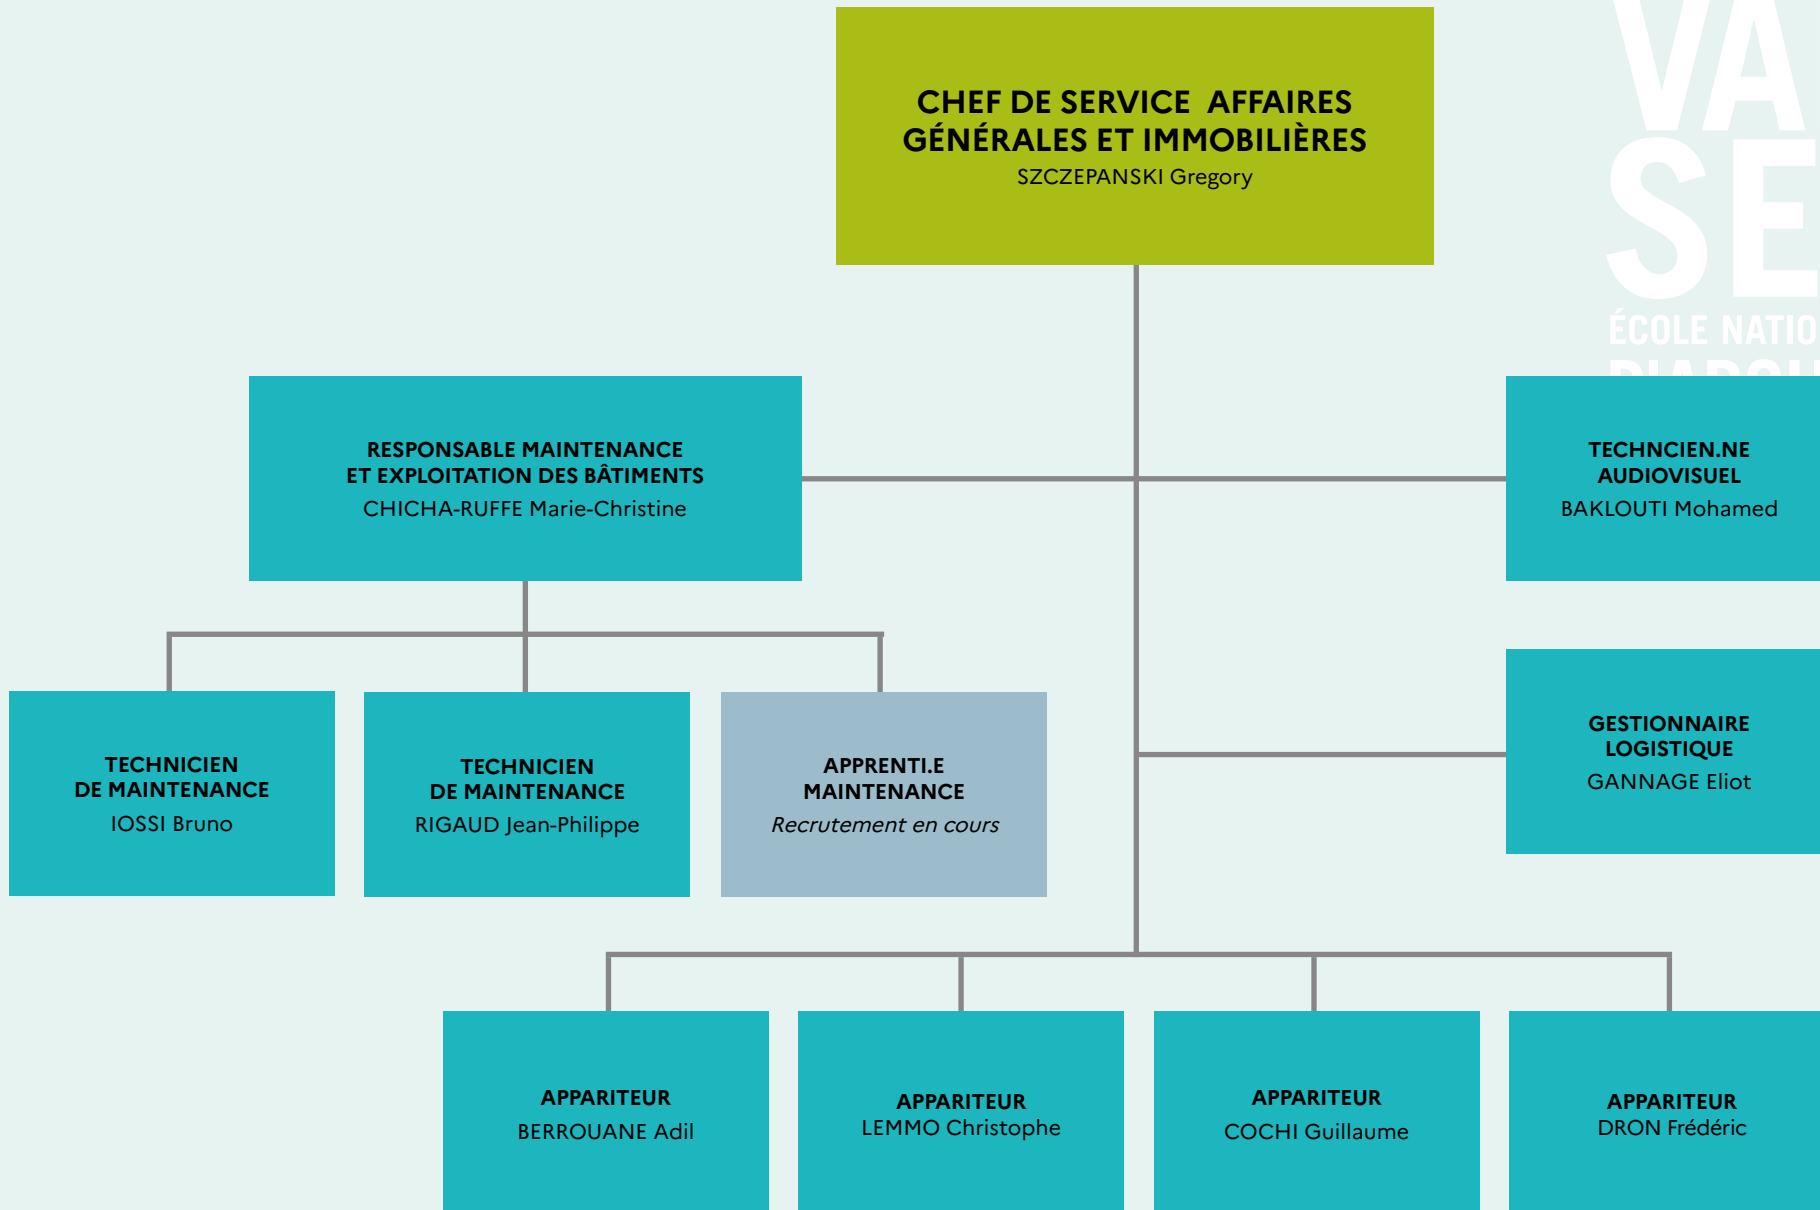 VA
SE
ÉCOLE NATIO
CHEF DE SERVICE AFFAIRES
GÉNÉRALES ET IMMOBILIÈRES
SZCZEPANSKI Gregory
RESPONSABLE MAINTENANCE
ET EXPLOITATION DES BÂTIMENTS
CHICHA-RUFFE Marie-Christine
TECHNCIEN.NE
AUDIOVISUEL
BAKLOUTI Mohamed
TECHNICIEN
DE MAINTENANCE
IOSSI Bruno
TECHNICIEN
DE MAINTENANCE
RIGAUD Jean-Philippe
APPRENTI.E
MAINTENANCE
Recrutement en cours
GESTIONNAIRE
LOGISTIQUE
GANNAGE Eliot
APPARITEUR
BERROUANE Adil
APPARITEUR
LEMMO Christophe
APPARITEUR
COCHI Guillaume
APPARITEUR
DRON Frédéric